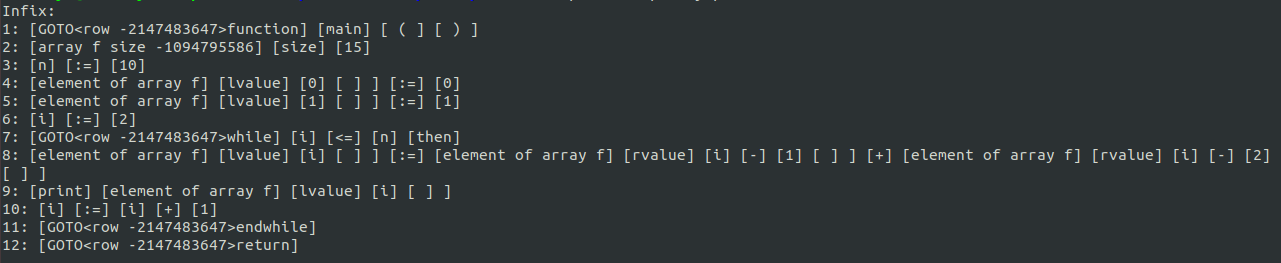 Infix:
1: [GOTO<row -2147483647>function] [main] [ ( ] [ ) ]
2: [array f size -1094795586] [size] [15]
3: [n] [:=] [10]
4: [element of array f] [lvalue] [0] [ ] ] [:=] [0]
5: [element of array f] [lvalue] [1] [ ] ] [:=] [1]
6: [i] [:=] [2]
7: [GOTO<row -2147483647>while] [i] [<=] [n] [then]
8: [element of array f] [lvalue] [i] [ ] ] [:=] [element of array f] [rvalue] [i] [-] [1] [ ] ] [+] [element of array f] [rvalue] [i] [-] [2]
[ ] ]
9: [print] [element of array f] [lvalue] [i] [ ] ]
10: [i] [:=] [i] [+] [1]
11: [GOTO<row -2147483647>endwhile]
12: [GOTO<row -2147483647>return]